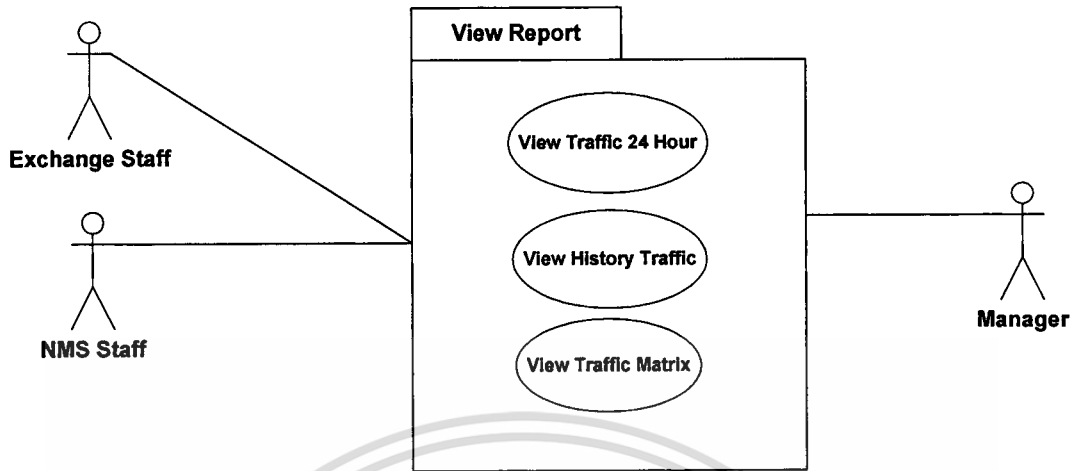 View Report
Exchange Staff
NMS Staff
View Traffic 24 Hour
View History Traffic
View Traffic Matrix
Manager